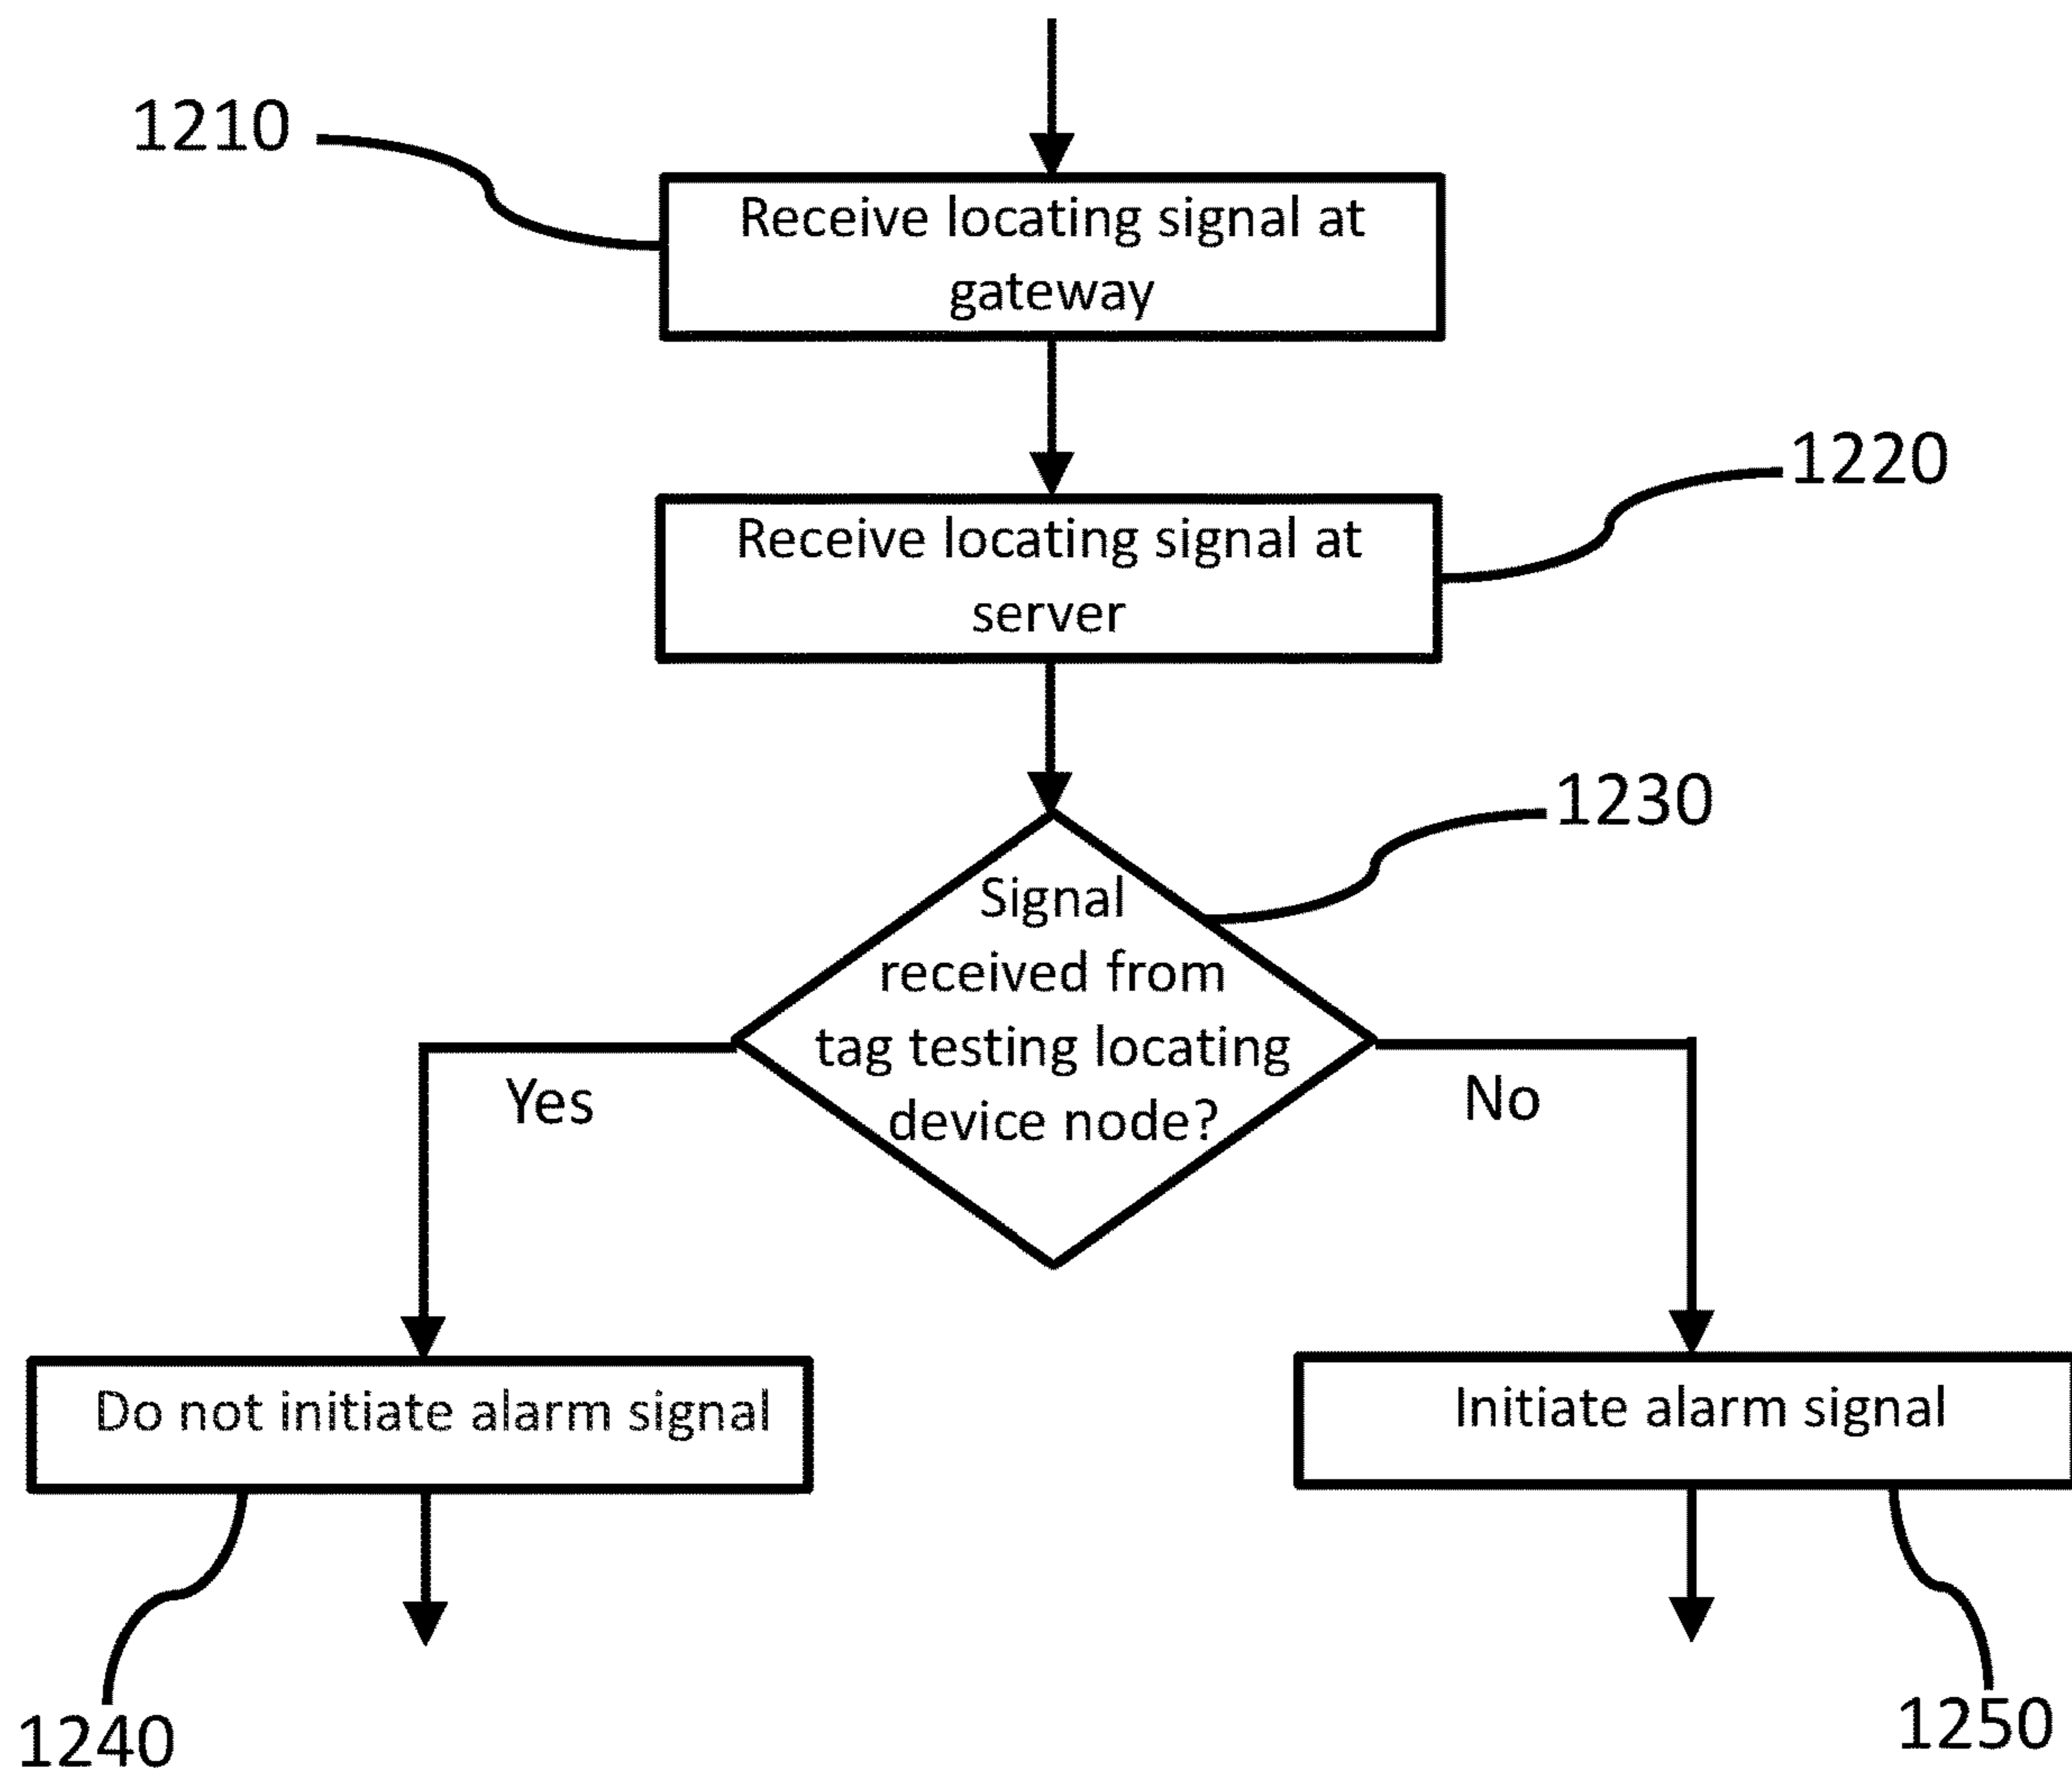 1210
Receive locating signal at
gateway
1220
Receive locating signal at
server
1230
Signal
received from
tag testing locating
device node?
Yes
No
Do not initiate alarm signal
Initiate alarm signal
1240
1250